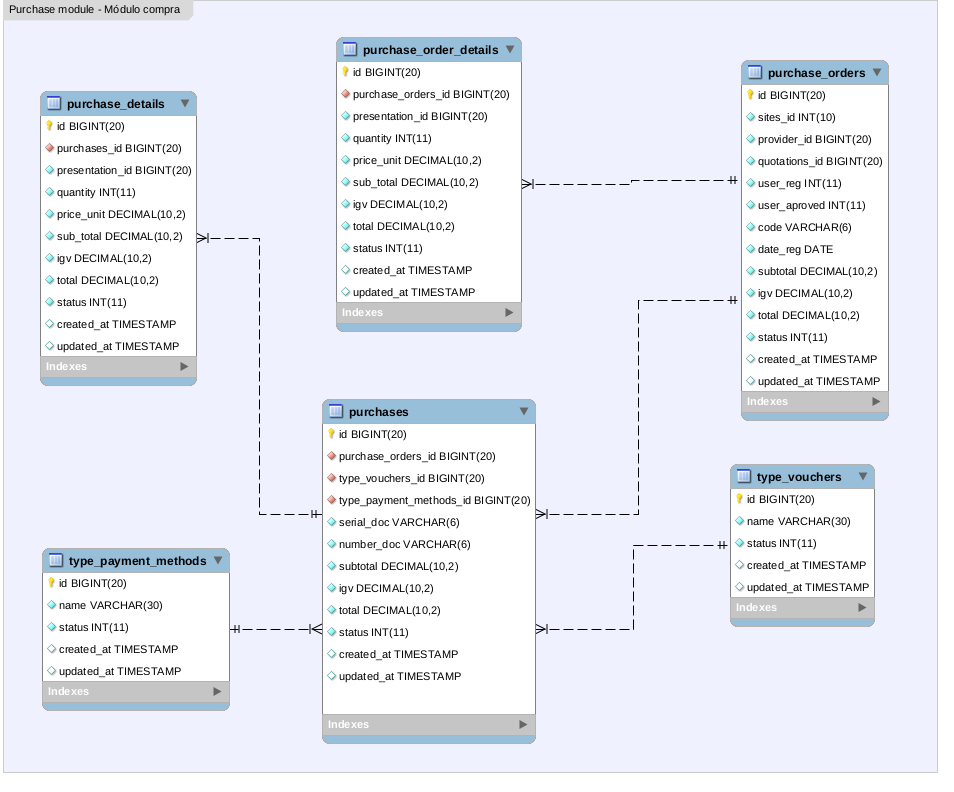 Purchase module - Módulo compra
purchase_details
id BIGINT(20)
purchases_id BIGINT(20)
presentation_id BIGINT(20)
quantity INT(11)
price_unit DECIMAL(10,2)
sub_total DECIMAL(10,2)
igv DECIMAL(10,2)
total DECIMAL(10,2)
status INT(11)
created_at TIMESTAMP
updated_at TIMESTAMP
Indexes
purchase_order_details
id BIGINT(20)
purchase_orders_id BIGINT(20)
presentation_id BIGINT(20)
quantity INT(11)
price_unit DECIMAL(10,2)
sub_total DECIMAL(10,2)
igv DECIMAL(10,2)
total DECIMAL(10,2)
status INT(11)
created_at TIMESTAMP
updated_at TIMESTAMP
Indexes
purchase_orders
id BIGINT(20)
sites_id INT(10)
provider_id BIGINT(20)
quotations_id BIGINT(20)
user_reg INT(11)
user_aproved INT(11)
code VARCHAR(6)
date_reg DATE
subtotal DECIMAL(10,2)
igv DECIMAL(10,2)
total DECIMAL(10,2)
status INT(11)
created_at TIMESTAMP
updated_at TIMESTAMP
Indexes
type_payment_methods
id BIGINT(20)
name VARCHAR(30)
status INT(11)
created_at TIMESTAMP
updated_at TIMESTAMP
Indexes
purchases
id BIGINT(20)
purchase_orders_id BIGINT(20)
type_vouchers_id BIGINT(20)
type_payment_methods_id BIGINT(20)
serial_doc VARCHAR(6)
number_doc VARCHAR(6)
subtotal DECIMAL(10,2)
igv DECIMAL(10,2)
total DECIMAL(10,2)
status INT(11)
created_at TIMESTAMP
updated_at TIMESTAMP
Indexes
type_vouchers
id BIGINT(20)
name VARCHAR(30)
status INT(11)
created_at TIMESTAMP
updated_at TIMESTAMP
Indexes